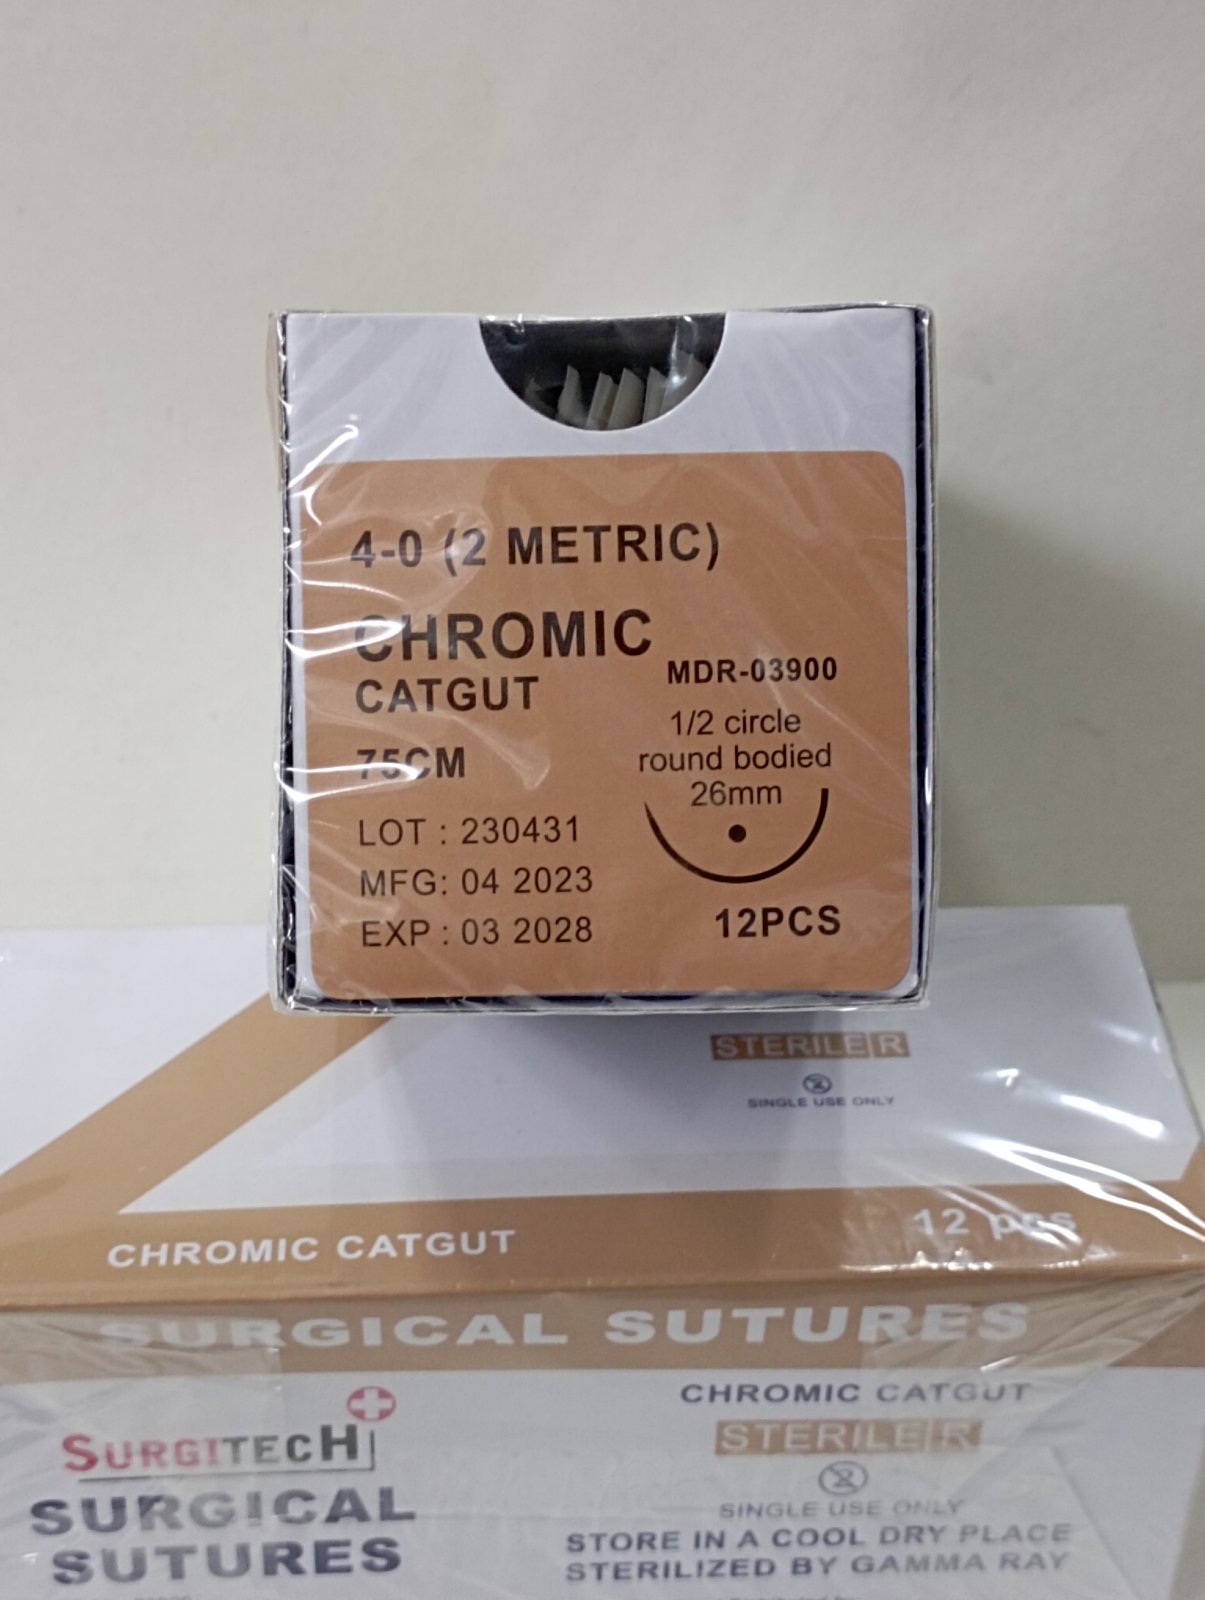 4-0 (2 METRIC)
CHROMIC
CATGUT
MDR-03900
75CM
1/2 circle
round bodied
26mm
LOT : 230431
MFG: 04 2023
EXP : 03 2028
12PCS
STERILE R
2
SINGLE USE ONLY
CHROMIC CATGUT
12 pcs
SURGICAL SUTURES
SURGITECH
SURGICAL
SUTURES
CHROMIC CATGUT
STERILE R
2
SINGLE USE ONLY
STORE IN A COOL DRY PLACE
STERILIZED BY GAMMA RAY